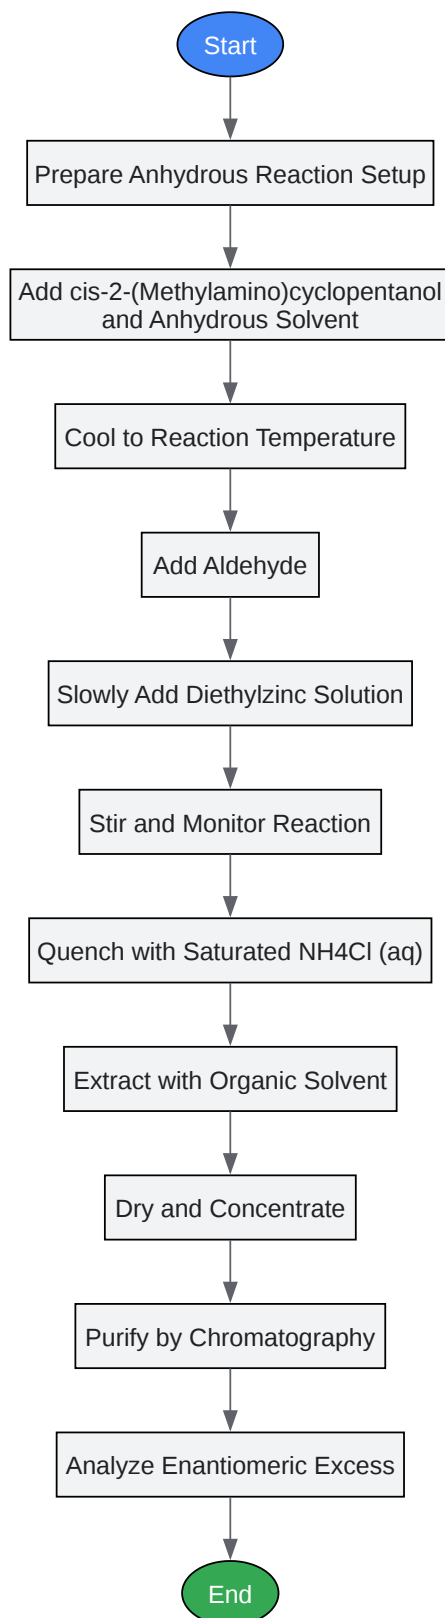 Start
Prepare Anhydrous Reaction Setup
Add cis-2-(Methylamino)cyclopentanol
and Anhydrous Solvent
Cool to Reaction Temperature
Add Aldehyde
Slowly Add Diethylzinc Solution
Stir and Monitor Reaction
Quench with Saturated NH4Cl (aq)
Extract with Organic Solvent
Dry and Concentrate
Purify by Chromatography
Analyze Enantiomeric Excess
End